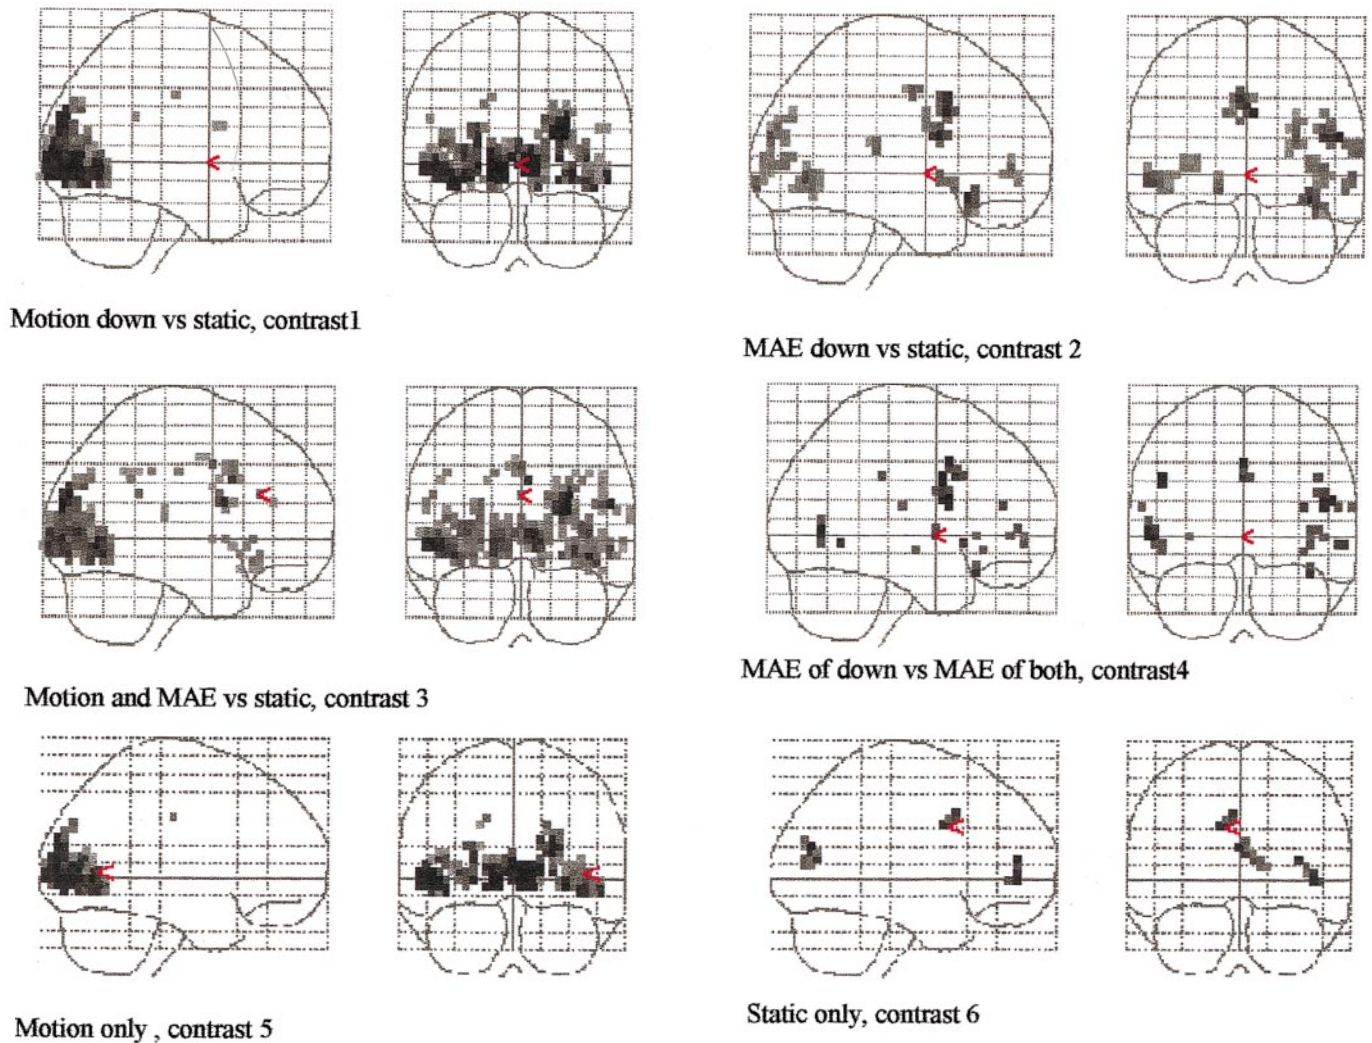 Motion down vs static, contrast1
MAE down vs static, contrast 2
Motion and MAE vs static, contrast 3
MAE of down vs MAE of both, contrast4
Motion only , contrast 5
Static only, contrast 6